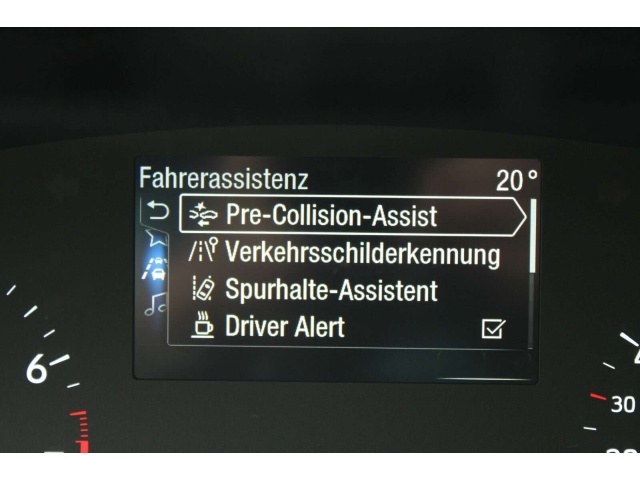 Fahrerassistenz 20°
Pre-Collision-Assist
Verkehrsschilderkennung
Spurhalte-Assistent
Driver Alert
6
30